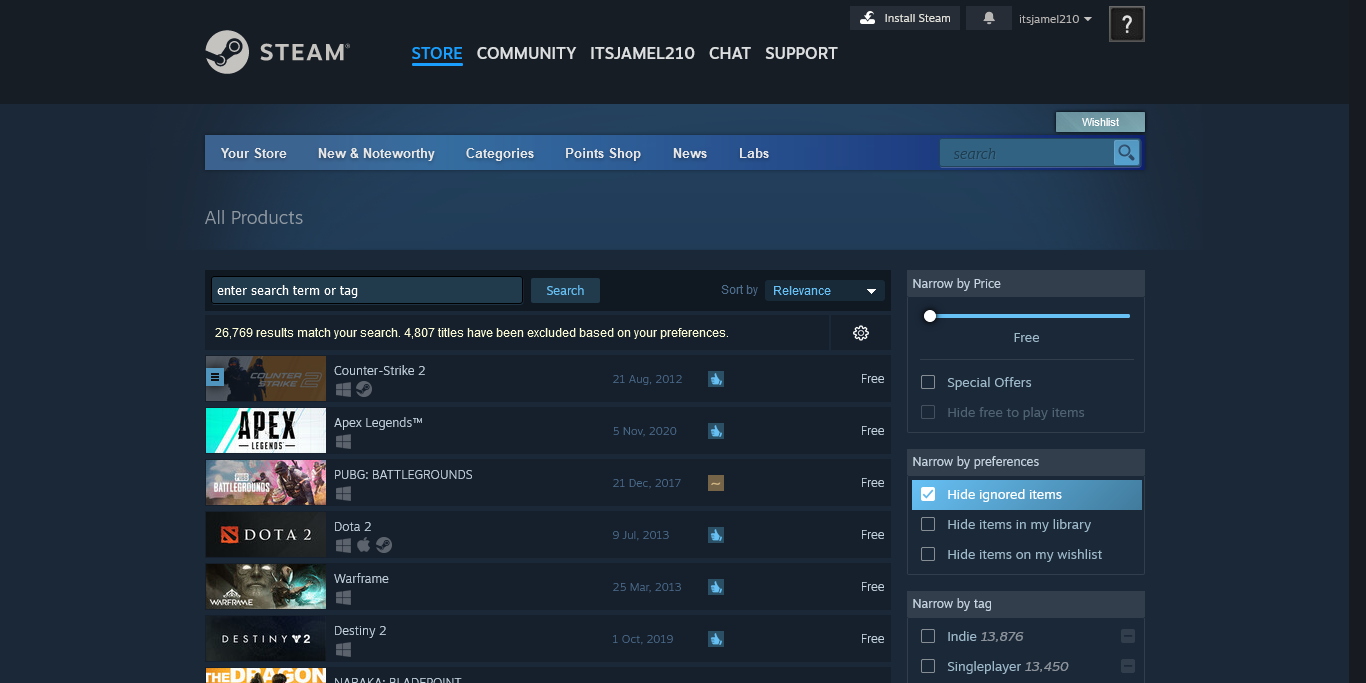 Install Steam
itsjamel210
?
STEAM®
STORE COMMUNITY ITSJAMEL210 CHAT SUPPORT
Wishlist
Your Store New & Noteworthy Categories Points Shop News Labs search
All Products
enter search term or tag Search Sort by Relevance
26,769 results match your search. 4,807 titles have been excluded based on your preferences.
COUNTER STRIKE 2
Counter-Strike 2 21 Aug, 2012 Free
APEX LEGENDS
Apex Legends™ 5 Nov, 2020 Free
PUBG BATTLEGROUNDS
PUBG: BATTLEGROUNDS 21 Dec, 2017 Free
DOTA 2
Dota 2 9 Jul, 2013 Free
WARFRAME
Warframe 25 Mar, 2013 Free
DESTINY 2
Destiny 2 1 Oct, 2019 Free
THE DRAGON
NARAKA: BLADEPOINT
Narrow by Price
Free
Special Offers
Hide free to play items
Narrow by preferences
Hide ignored items
Hide items in my library
Hide items on my wishlist
Narrow by tag
Indie 13,876
Singleplayer 13,450